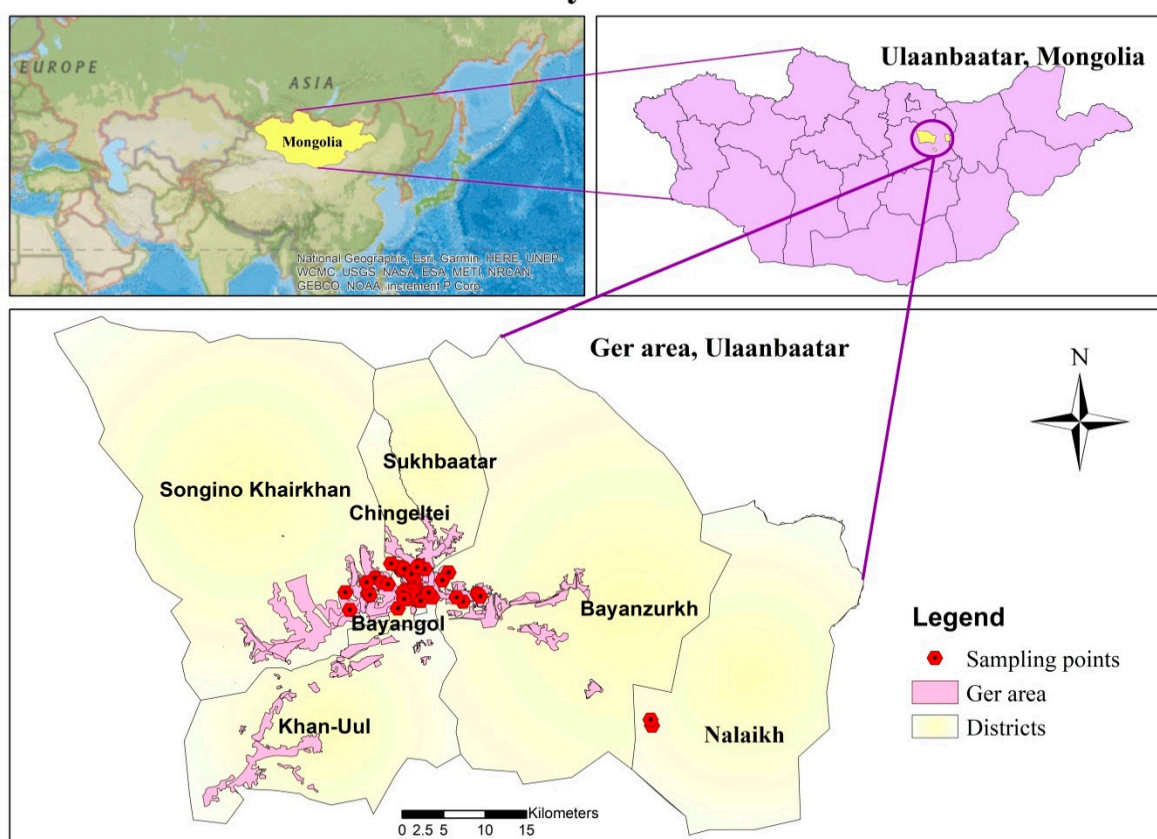 EUROPE
ASIA
Mongolia
National Geographic, Esri, Garmin, HERE, UNEP-
WCMC, USGS, NASA, ESA, METI, NRCAN,
GEBCO, NOAA, increment P Corp.
Ulaanbaatar, Mongolia
Ger area, Ulaanbaatar
N
Sukhbaatar
Songino Khairkhan
Chingeltei
Bayanzurkh
Bayangol
Khan-Uul
Nalaikh
Legend
Sampling points
Ger area
Districts
Kilometers
0 2.5 5 10 15